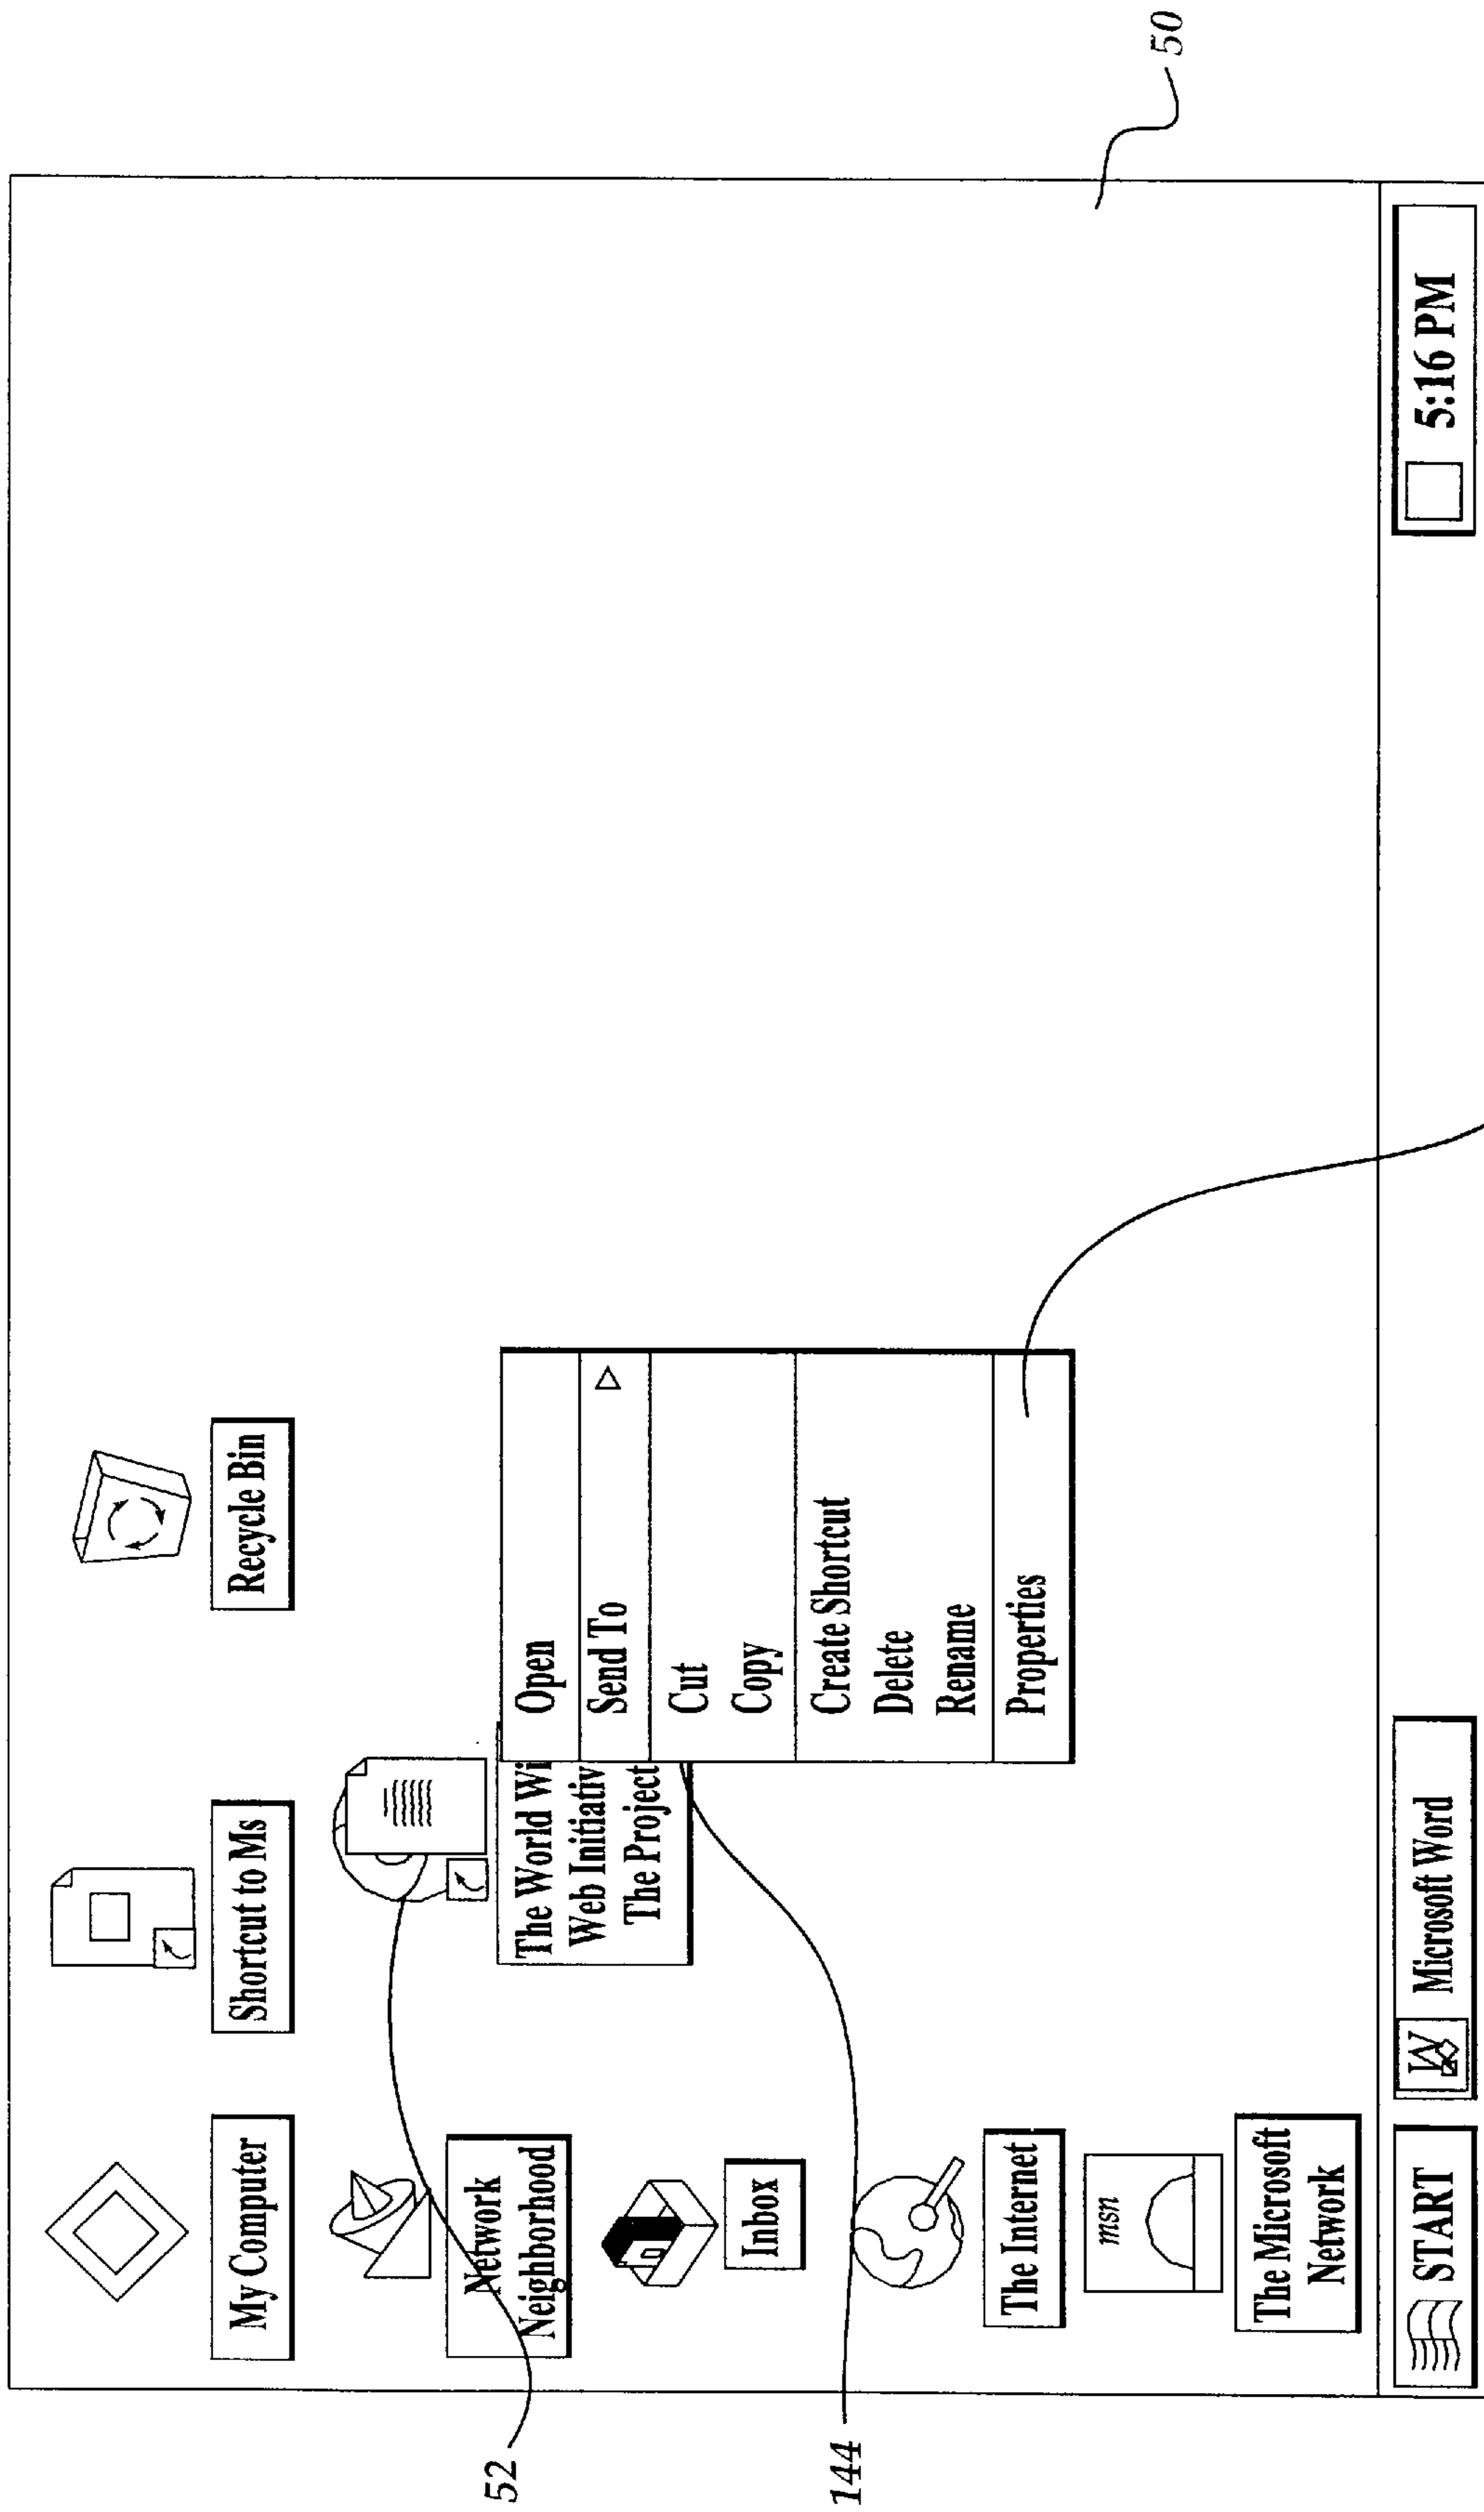 My Computer
Shortcut to Ms
Recycle Bin
Network
Neighborhood
The World Wi
Web Initiativ
The Project
Open
Send To
Cut
Copy
Create Shortcut
Delete
Rename
Properties
Inbox
The Internet
msn
The Microsoft
Network
START
W
Microsoft Word
5:16 PM
50
52
144